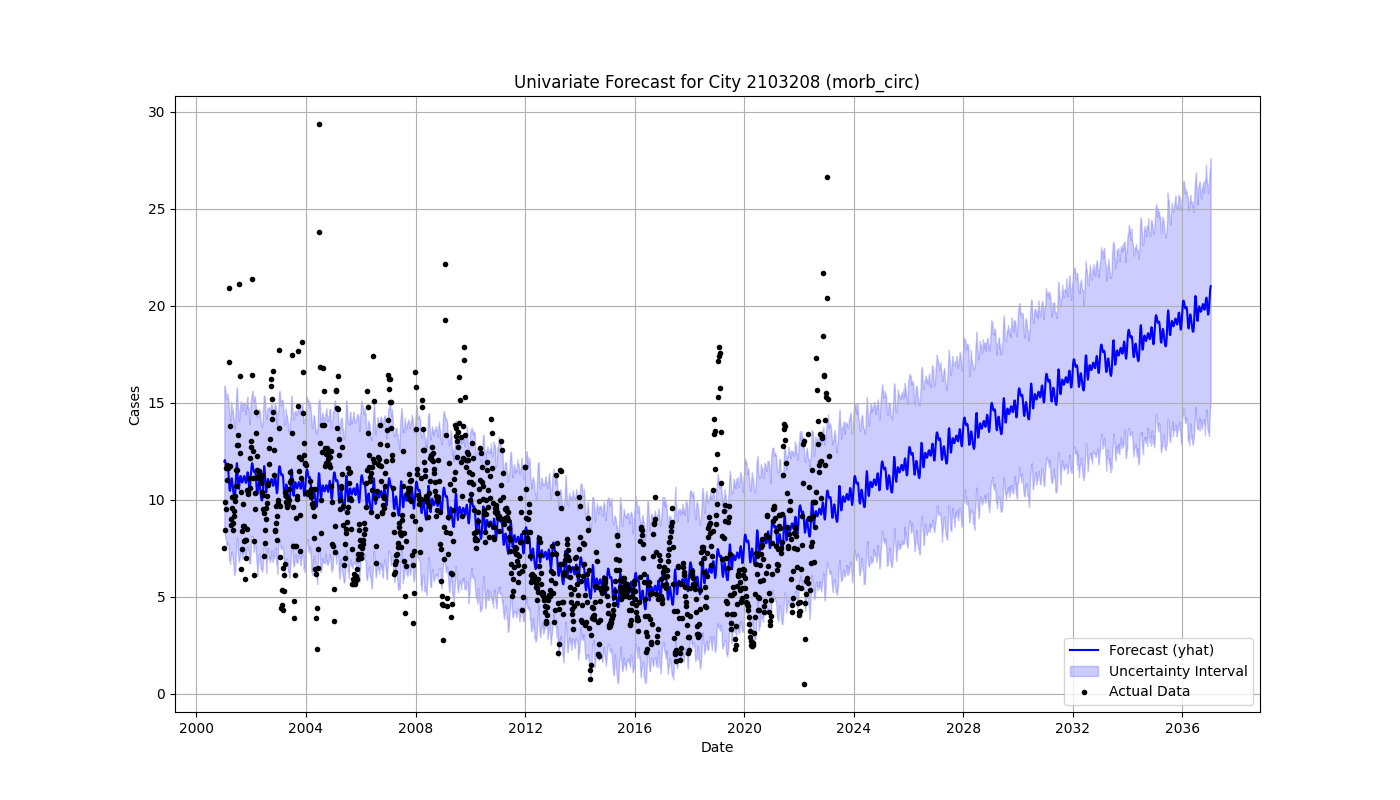 Univariate Forecast for City 2103208 (morb_circ)
30
25
20
15
10
5
0
Cases
2000 2004 2008 2012 2016 2020 2024 2028 2032 2036
Date
Forecast (yhat)
Uncertainty Interval
Actual Data